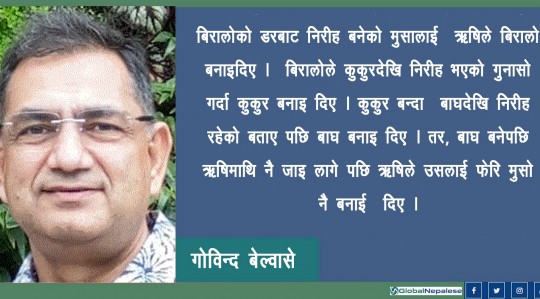 बिरालोको डरबाट निरीह बनेको मुसालाई ऋषिले बिरालो
बनाइदिए । बिरालोले कुकुरदेखि निरीह भएको गुनासो
गर्दा कुकुर बनाइ दिए । कुकुर बन्दा बाघदेखि निरीह
रहेको बताए पछि बाघ बनाइ दिए । तर, बाघ बनेपछि
ऋषिमाथि नै जाइ लागे पछि ऋषिले उसलाई फेरि मुसो
नै बनाई दिए ।
गोविन्द बेल्वासे
GlobalNepalese